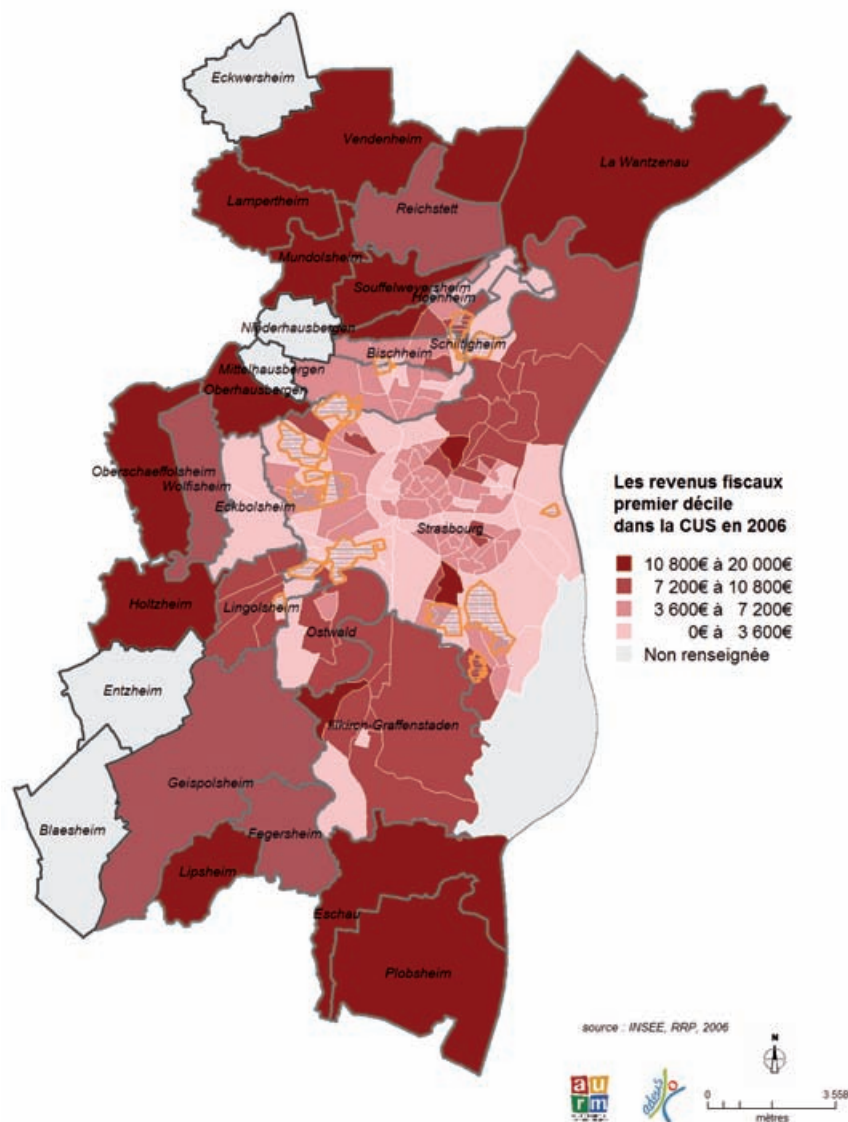 Eckwersheim
Vendenheim
La Wantzenau
Lampertheim
Reichstett
Mundolsheim
Souffelweyersheim
Hoenheim
Niederhausbergen
Schiltigheim
Bischheim
Mittelhausbergen
Oberhausbergen
Oberschaeffolsheim
Wolfisheim
Eckbolsheim
Strasbourg
Les revenus fiscaux
premier décile
dans la CUS en 2006
10 800€ à 20 000€
7 200€ à 10 800€
3 600€ à 7 200€
0€ à 3 600€
Non renseignée
Holtzheim
Lingolsheim
Ostwald
Entzheim
Illkirch-Graffenstaden
Geispolsheim
Blaesheim
Fegersheim
Lipsheim
Eschau
Plobsheim
source : INSEE, RRP, 2006
N
au
rm
adeus
0 3 558
mètres